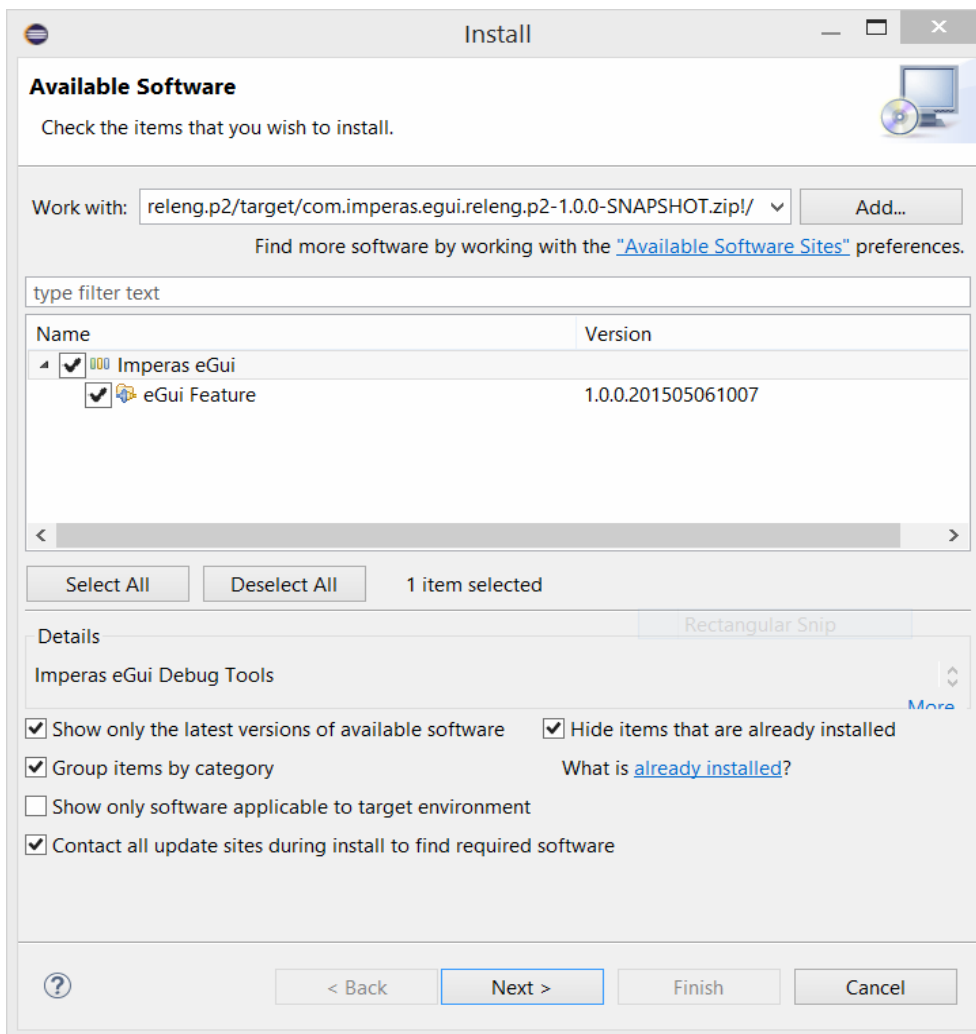 Install
Available Software
Check the items that you wish to install.
Work with: releng.p2/target/com.imperas.egui.releng.p2-1.0.0-SNAPSHOT.zip!/ Add...
Find more software by working with the "Available Software Sites" preferences.
type filter text
Name Version
Imperas eGui
eGui Feature 1.0.0.201505061007
Select All Deselect All 1 item selected
Rectangular Snip
Details
Imperas eGui Debug Tools
More
Show only the latest versions of available software Hide items that are already installed
Group items by category What is already installed?
Show only software applicable to target environment
Contact all update sites during install to find required software
? < Back Next > Finish Cancel